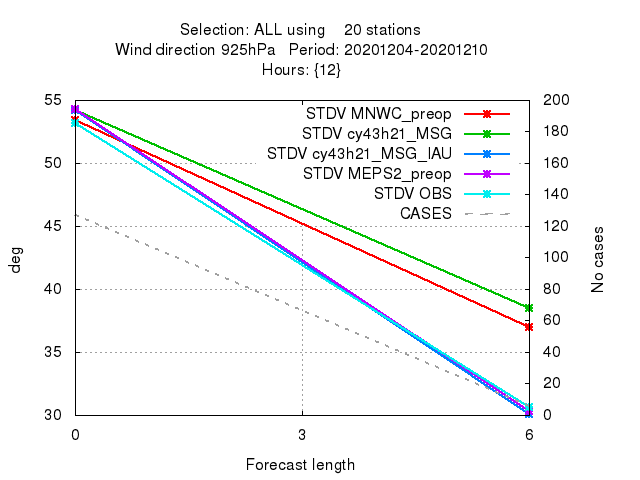 Selection: ALL using 20 stations
Wind direction 925hPa Period: 20201204-20201210
Hours: {12}
55
50
45
40
35
30
200
180
160
140
120
100
80
60
40
20
0
STDV MNWC_preop
STDV cy43h21_MSG
STDV cy43h21_MSG_IAU
STDV MEPS2_preop
STDV OBS
CASES
deg
No cases
0 3 6
Forecast length